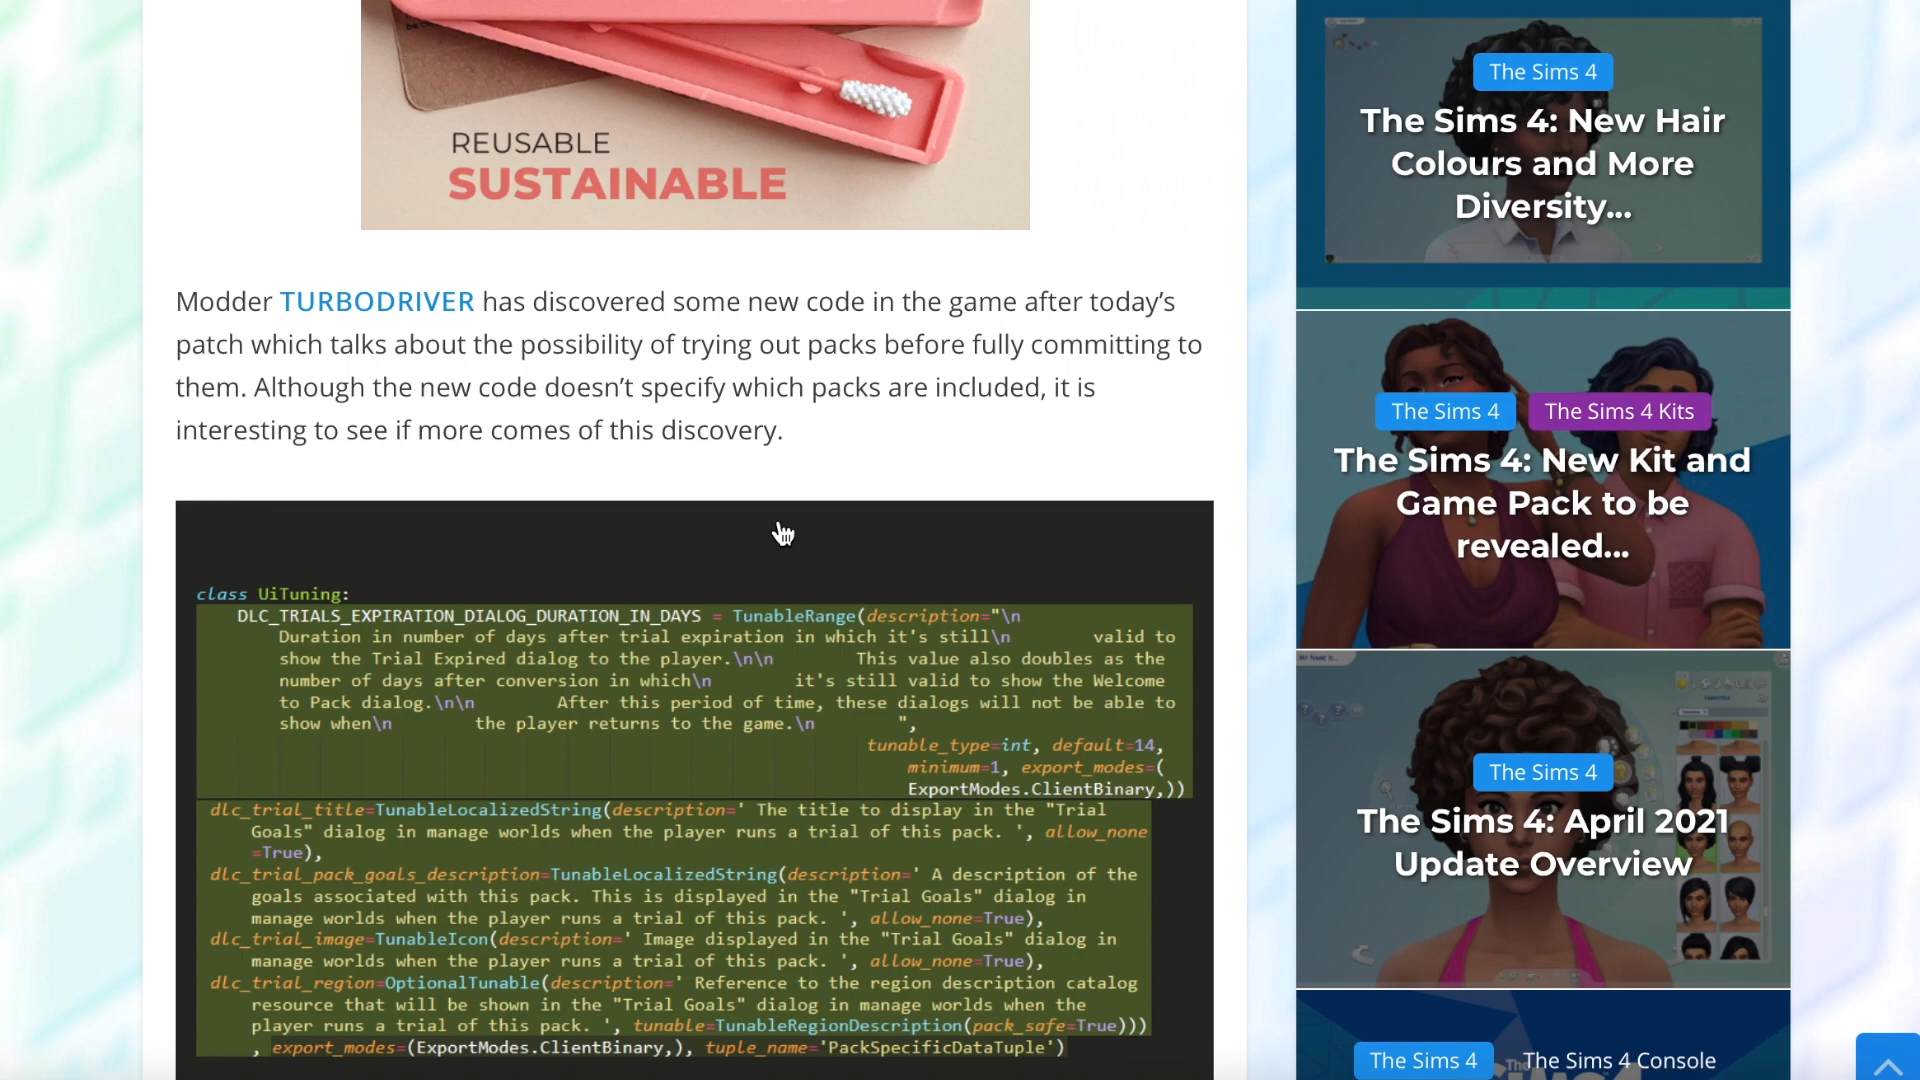 REUSABLE
SUSTAINABLE
Modder TURBODRIVER has discovered some new code in the game after today’s
patch which talks about the possibility of trying out packs before fully committing to
them. Although the new code doesn’t specify which packs are included, it is
interesting to see if more comes of this discovery.
class UiTuning:
DLC_TRIALS_EXPIRATION_DIALOG_DURATION_IN_DAYS = TunableRange(description="\n
Duration in number of days after trial expiration in which it's still\n valid to
show the Trial Expired dialog to the player.\n\n This value also doubles as the
number of days after conversion in which\n it's still valid to show the Welcome
to Pack dialog.\n\n After this period of time, these dialogs will not be able to
show when\n the player returns to the game.\n ",
tunable_type=int, default=14,
minimum=1, export_modes=(
ExportModes.ClientBinary,))
dlc_trial_title=TunableLocalizedString(description=' The title to display in the "Trial
Goals" dialog in manage worlds when the player runs a trial of this pack. ', allow_none
=True),
dlc_trial_pack_goals_description=TunableLocalizedString(description=' A description of the
goals associated with this pack. This is displayed in the "Trial Goals" dialog in
manage worlds when the player runs a trial of this pack. ', allow_none=True),
dlc_trial_image=TunableIcon(description=' Image displayed in the "Trial Goals" dialog in
manage worlds when the player runs a trial of this pack. ', allow_none=True),
dlc_trial_region=OptionalTunable(description=' Reference to the region description catalog
resource that will be shown in the "Trial Goals" dialog in manage worlds when the
player runs a trial of this pack. ', tunable=TunableRegionDescription(pack_safe=True)))
, export_modes=(ExportModes.ClientBinary,), tuple_name='PackSpecificDataTuple')
The Sims 4
The Sims 4: New Hair
Colours and More
Diversity...
The Sims 4 The Sims 4 Kits
The Sims 4: New Kit and
Game Pack to be
revealed...
The Sims 4
The Sims 4: April 2021
Update Overview
The Sims 4 The Sims 4 Console